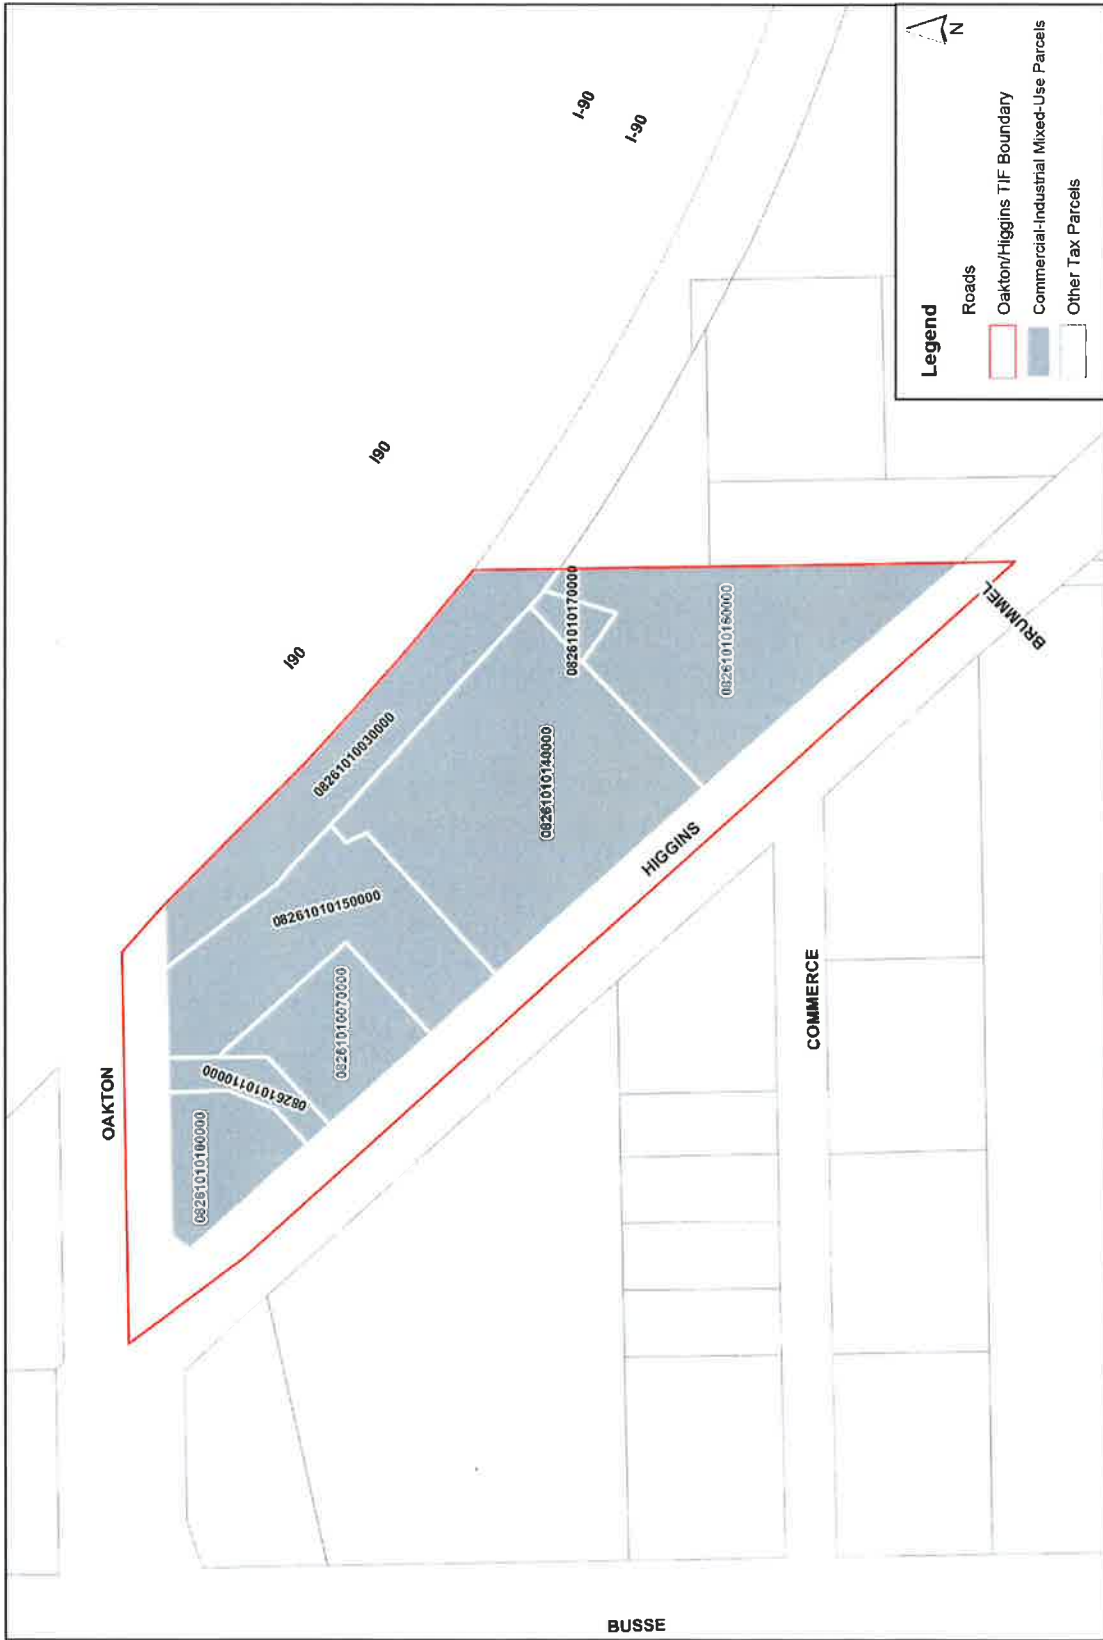 OAKTON
I90
I90
I-90
I-90
08261010180000
08261010110000
08261010070000
08261010150000
08261010030000
08261010140000
08261010170000
08261010160000
HIGGINS
BRUMMEL
COMMERCE
BUSSE
N
Legend
Roads
Oakton/Higgins TIF Boundary
Commercial-Industrial Mixed-Use Parcels
Other Tax Parcels